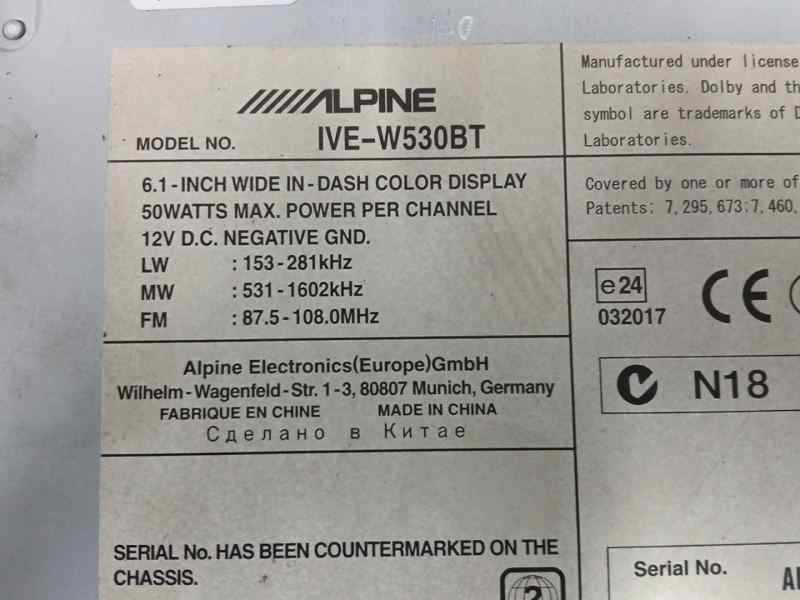 ALPINE
MODEL NO. IVE-W530BT
6.1-INCH WIDE IN-DASH COLOR DISPLAY
50WATTS MAX. POWER PER CHANNEL
12V D.C. NEGATIVE GND.
LW : 153-281kHz
MW : 531-1602kHz
FM : 87.5-108.0MHz
Alpine Electronics(Europe)GmbH
Wilhelm-Wagenfeld-Str. 1-3, 80807 Munich, Germany
FABRIQUE EN CHINE MADE IN CHINA
Сделано в Китае
SERIAL No. HAS BEEN COUNTERMARKED ON THE
CHASSIS.
Manufactured under license
Laboratories. Dolby and th
symbol are trademarks of D
Laboratories.
Covered by one or more of
Patents: 7,295,673:7,460,
e24
032017
CE
N18
Serial No.